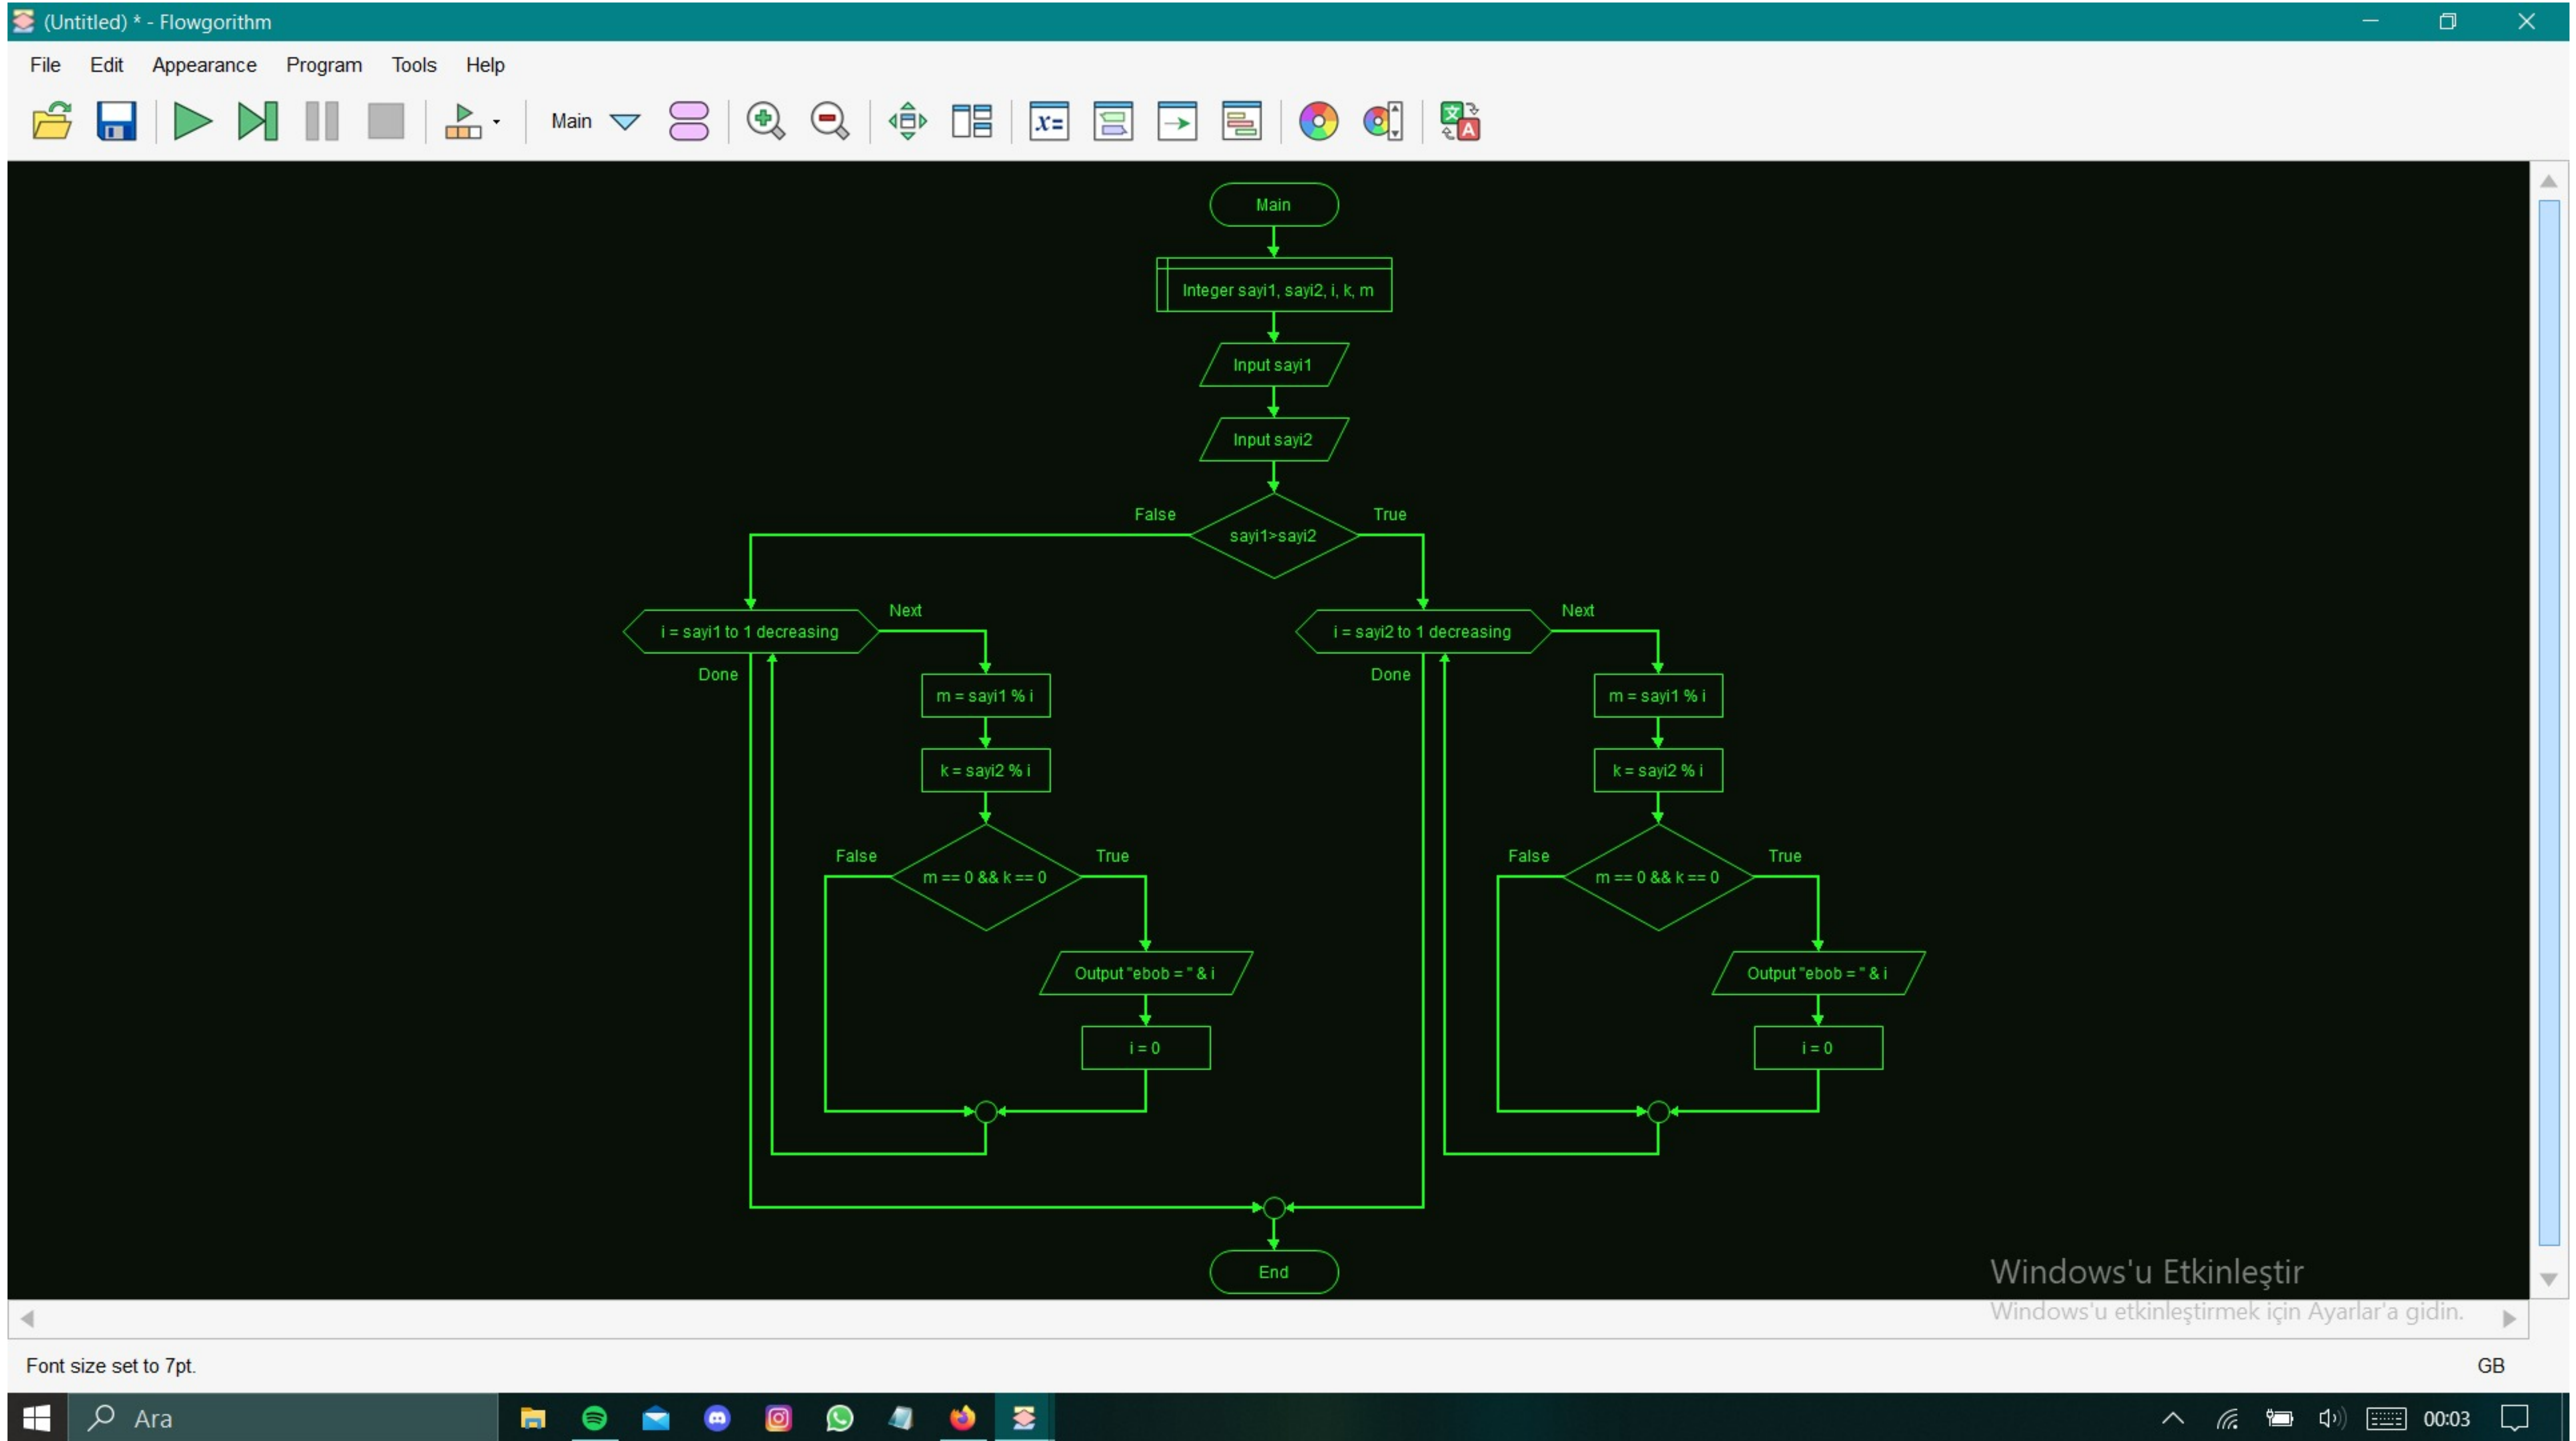 (Untitled) * - Flowgorithm
File Edit Appearance Program Tools Help
Main
x=
文
A
Main
Integer sayi1, sayi2, i, k, m
Input sayi1
Input sayi2
False True
sayi1>sayi2
Next Next
i = sayi1 to 1 decreasing i = sayi2 to 1 decreasing
Done Done
m = sayi1 % i m = sayi1 % i
k = sayi2 % i k = sayi2 % i
False True False True
m == 0 && k == 0 m == 0 && k == 0
Output "ebob = " & i Output "ebob = " & i
i = 0 i = 0
End
Windows'u Etkinleştir
Windows'u etkinleştirmek için Ayarlar'a gidin.
Font size set to 7pt. GB
Ara 00:03